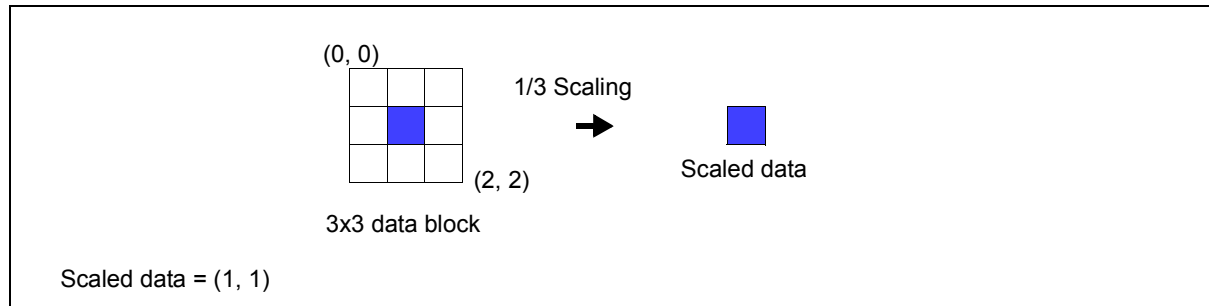 (0, 0)
1/3 Scaling
Scaled data
(2, 2)
3x3 data block
Scaled data = (1, 1)